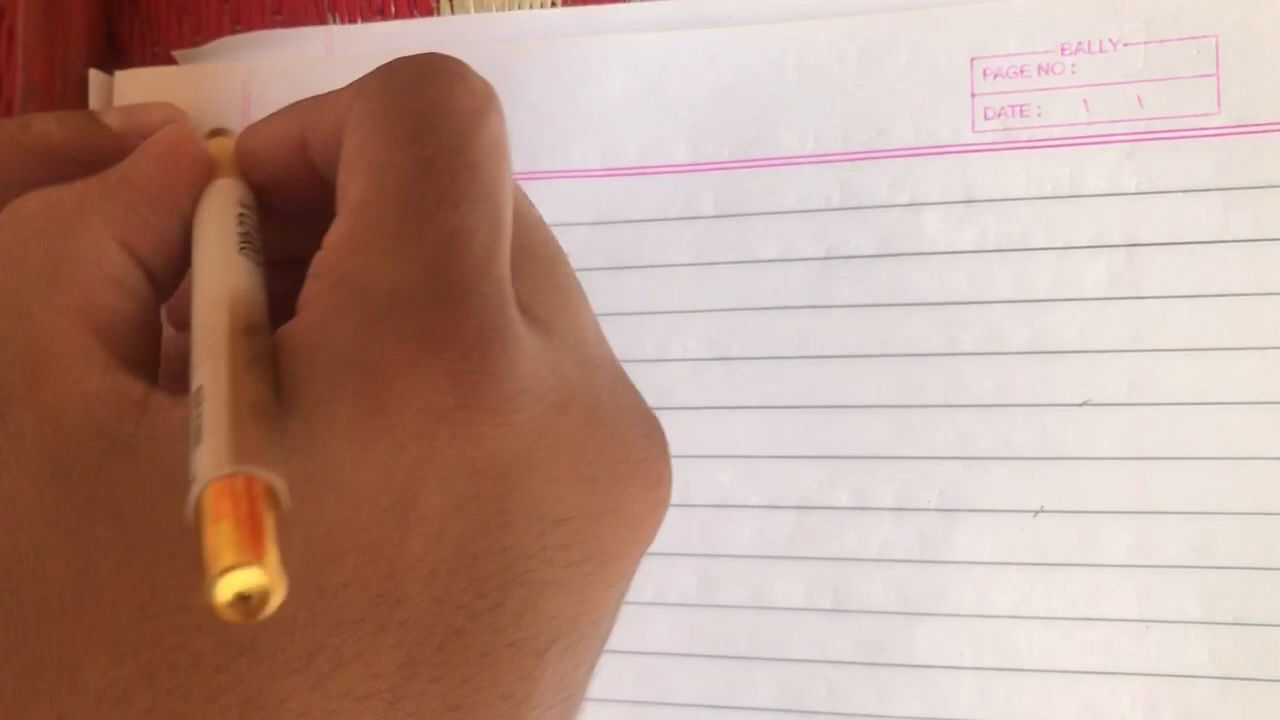 BALLY
PAGE NO :
DATE : \ \